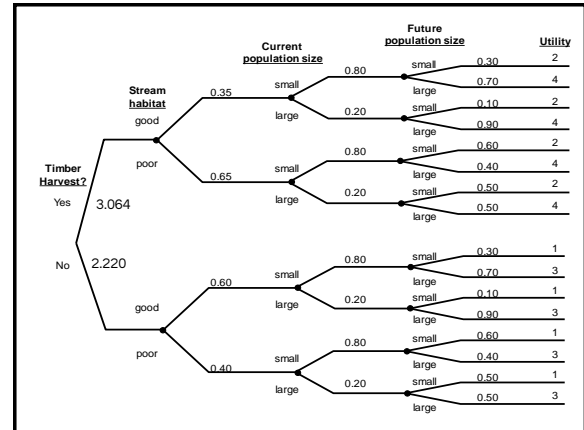 Future
Current population size Utility
population size
small 0.30 2
0.80
Stream small 0.70 4
habitat 0.35 large
good small 0.10 2
large 0.20
0.90 4
large
small 0.60 2
poor 0.80
Timber small 0.40 4
Harvest? 0.65 large
Yes 3.064 0.20 small 0.50 2
large
0.50 4
large
No 2.220 small 0.30 1
0.80
small 0.70 3
0.60 large
good small 0.10 1
large 0.20
0.90 3
large
small 0.60 1
poor 0.80
small 0.40 3
0.40 large
0.20 small 0.50 1
large
0.50 3
large